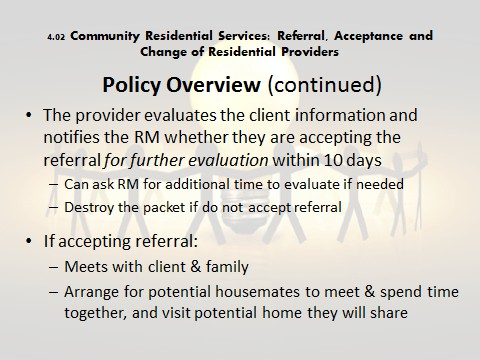 4.02 Community Residential Services: Referral, Acceptance and
Change of Residential Providers
Policy Overview (continued)
• The provider evaluates the client information and
notifies the RM whether they are accepting the
referral for further evaluation within 10 days
– Can ask RM for additional time to evaluate if needed
– Destroy the packet if do not accept referral
• If accepting referral:
– Meets with client & family
– Arrange for potential housemates to meet & spend time
together, and visit potential home they will share